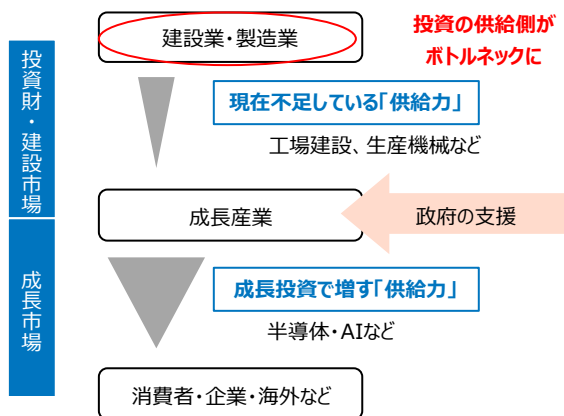 建設業・製造業
投資の供給側が
ボトルネックに
投資財・建設市場
現在不足している「供給力」
工場建設、生産機械など
成長産業
政府の支援
成長市場
成長投資で増す「供給力」
半導体・AIなど
消費者・企業・海外など